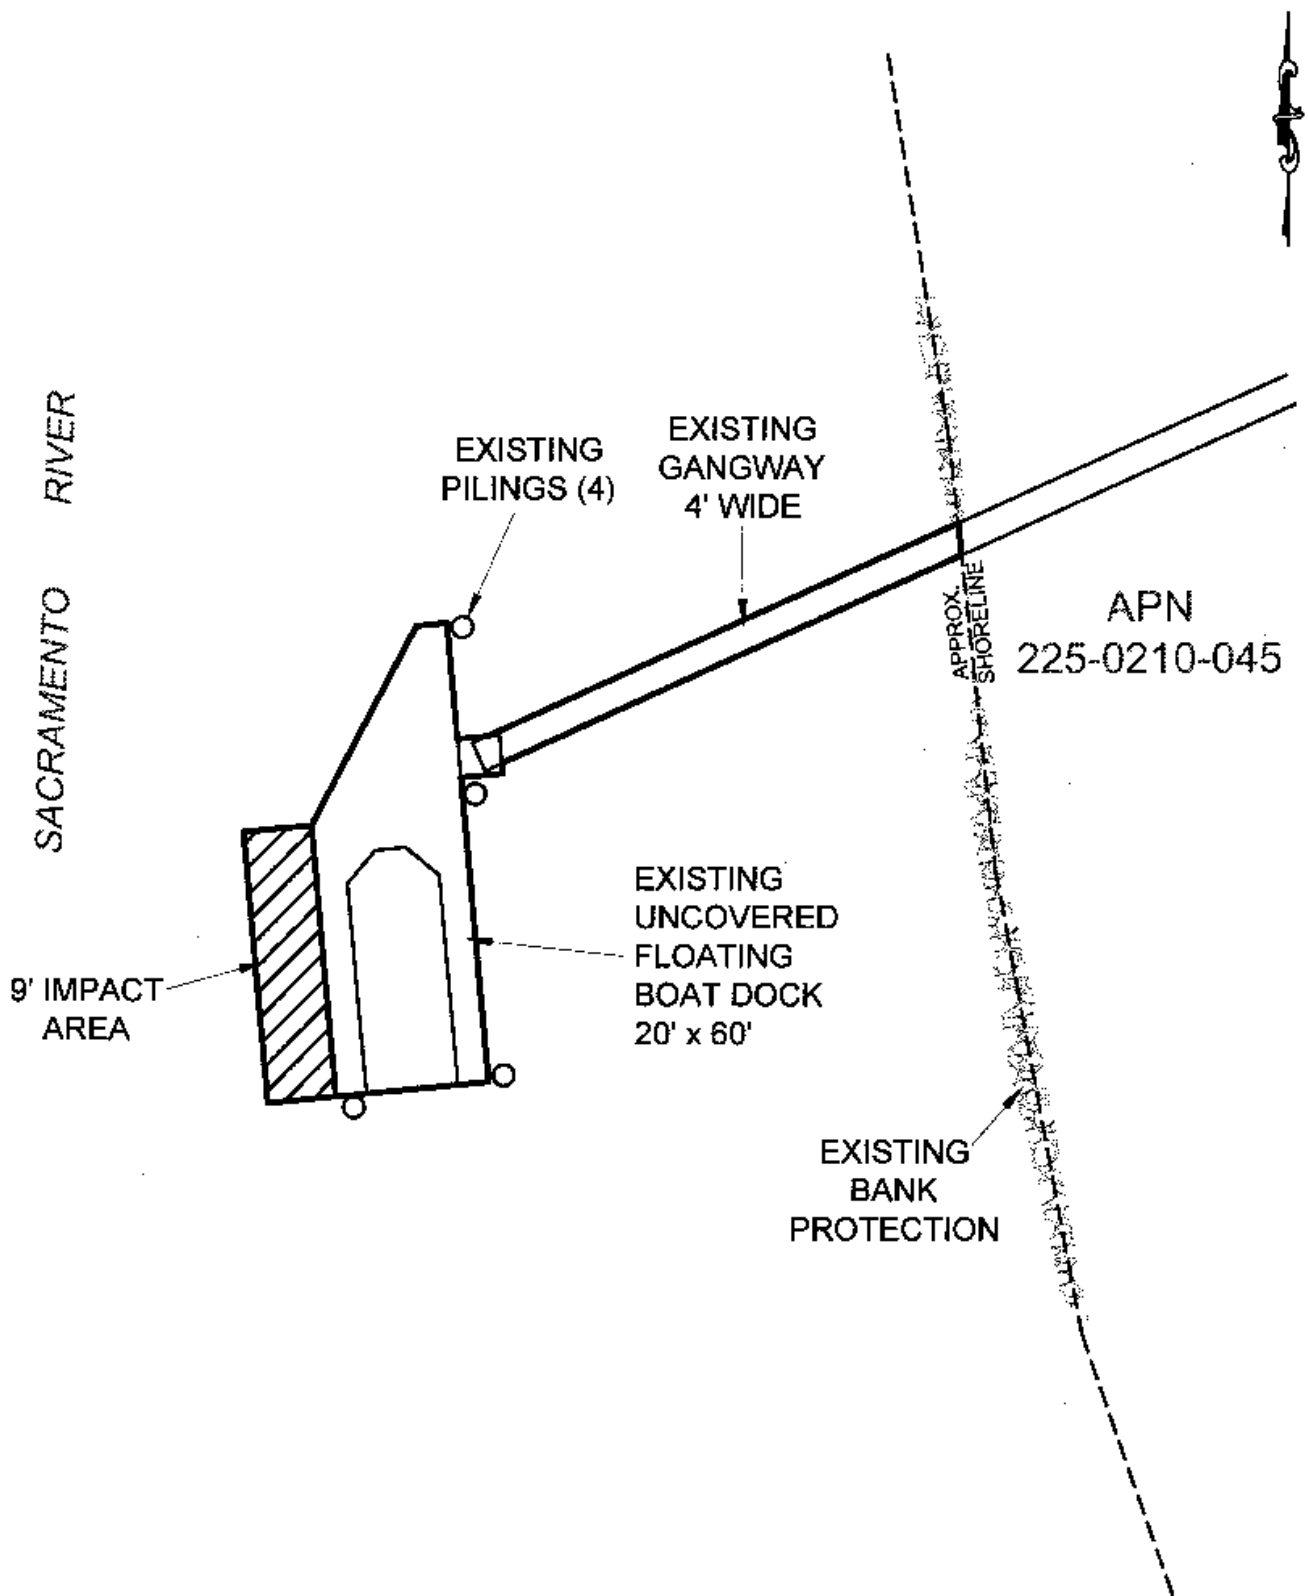 SACRAMENTO RIVER
EXISTING
PILINGS (4)
EXISTING
GANGWAY
4' WIDE
APPROX.
SHORELINE
APN
225-0210-045
EXISTING
UNCOVERED
FLOATING
BOAT DOCK
20' x 60'
9' IMPACT
AREA
EXISTING
BANK
PROTECTION